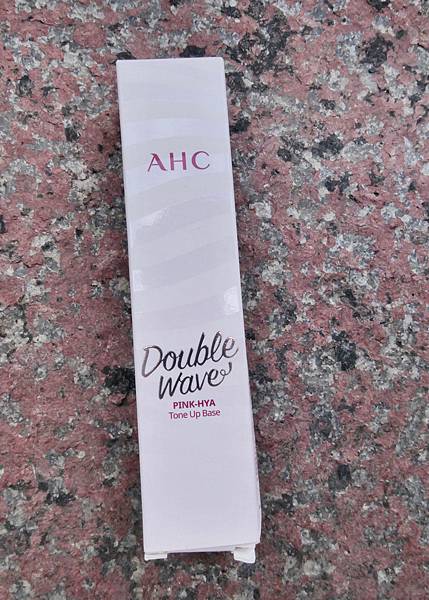 AHC
Double
Wave
PINK-HYA
Tone Up Base